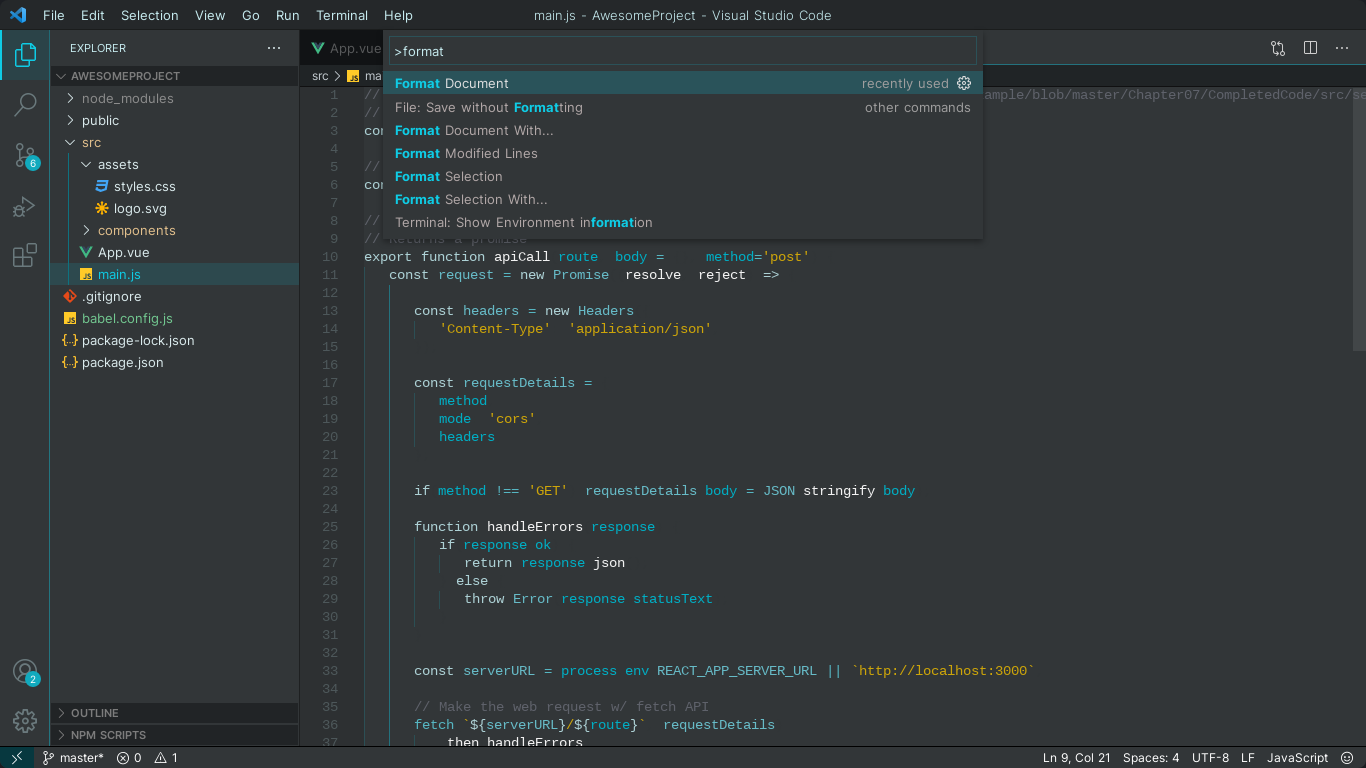 File Edit Selection View Go Run Terminal Help main.js - AwesomeProject - Visual Studio Code
EXPLORER
AWESOMEPROJECT
node_modules
public
src
assets
styles.css
logo.svg
components
App.vue
main.js
.gitignore
babel.config.js
package-lock.json
package.json
OUTLINE
NPM SCRIPTS
6
2
App.vue
src
>format
Format Document recently used
File: Save without Formatting other commands
Format Document With...
Format Modified Lines
Format Selection
Format Selection With...
Terminal: Show Environment information
1 // ample/blob/master/Chapter07/CompletedCode/src/se
2 //
3 con
4
5 //
6 con
7
8 //
9 // Returns a promise
10 export function apiCall route body = method='post'
11 const request = new Promise resolve reject =>
12
13 const headers = new Headers
14 'Content-Type' 'application/json'
15
16
17 const requestDetails =
18 method
19 mode 'cors'
20 headers
21
22
23 if method !== 'GET' requestDetails body = JSON stringify body
24
25 function handleErrors response
26 if response ok
27 return response json
28 else
29 throw Error response statusText
30
31
32
33 const serverURL = process env REACT_APP_SERVER_URL || `http://localhost:3000`
34
35 // Make the web request w/ fetch API
36 fetch `${serverURL}/${route}` requestDetails
37 then handleErrors
master* 0 1 Ln 9, Col 21 Spaces: 4 UTF-8 LF JavaScript